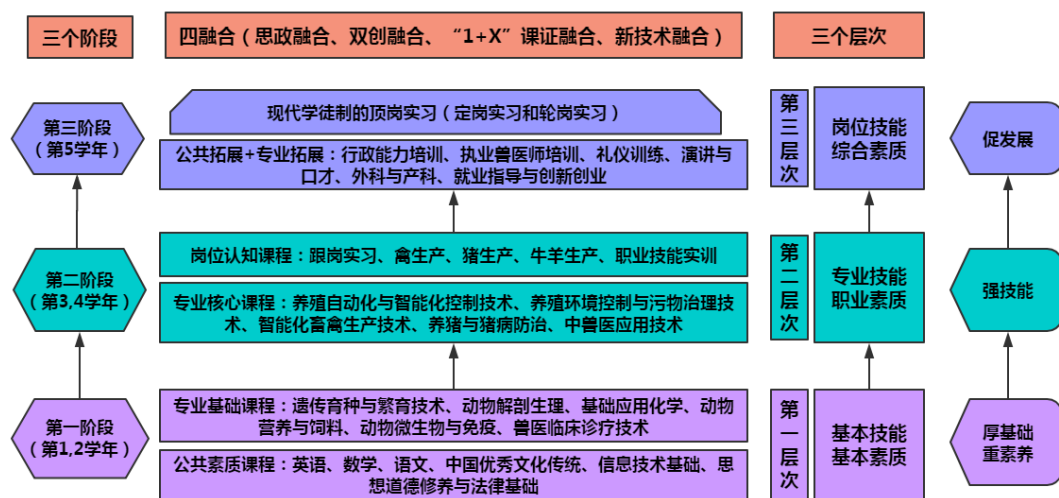 三个阶段
四融合（思政融合、双创融合、“1+X”课证融合、新技术融合）
三个层次
第三阶段
（第5学年）
现代学徒制的顶岗实习（定岗实习和轮岗实习）
公共拓展+专业拓展：行政能力培训、执业兽医师培训、礼仪训练、演讲与
口才、外科与产科、就业指导与创新创业
第三层次
岗位技能
综合素质
促发展
第二阶段
（第3,4学年）
岗位认知课程：跟岗实习、禽生产、猪生产、牛羊生产、职业技能实训
专业核心课程：养殖自动化与智能化控制技术、养殖环境控制与污物治理技
术、智能化畜禽生产技术、养猪与猪病防治、中兽医应用技术
第二层次
专业技能
职业素质
强技能
第一阶段
（第1,2学年）
专业基础课程：遗传育种与繁育技术、动物解剖生理、基础应用化学、动物
营养与饲料、动物微生物与免疫、兽医临床诊疗技术
公共素质课程：英语、数学、语文、中国优秀文化传统、信息技术基础、思
想道德修养与法律基础
第一层次
基本技能
基本素质
厚基础
重素养